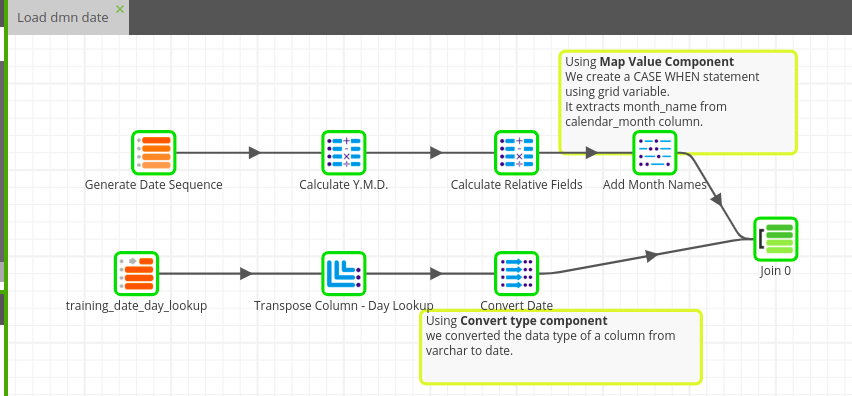 Load dmn date
Using Map Value Component
We create a CASE WHEN statement
using grid variable.
It extracts month_name from
calendar_month column.
Generate Date Sequence
Calculate Y.M.D.
Calculate Relative Fields
Add Month Names
Join 0
training_date_day_lookup
Transpose Column - Day Lookup
Convert Date
Using Convert type component
we converted the data type of a column from
varchar to date.